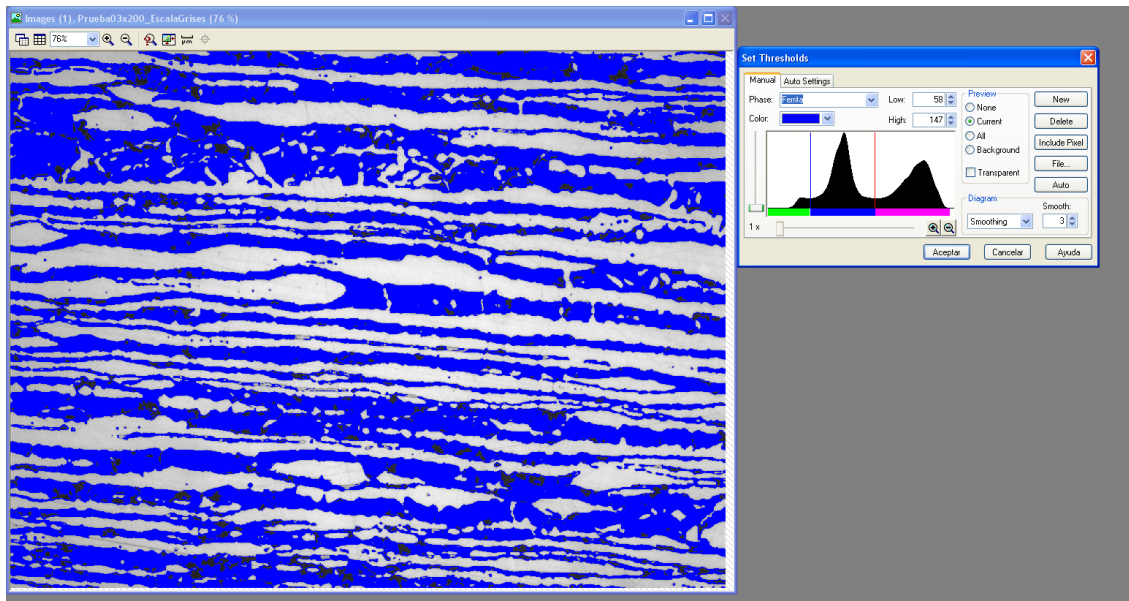 Images (1), Prueba03x200_EscalaGrises (76 %)
76%
Set Thresholds
Manual Auto Settings
Phase: Ferrita Low: 58
Color: High: 147
Preview
None
Current
All
Background
Transparent
New
Delete
Include Pixel
File...
Auto
Diagram
Smoothing
Smooth:
3
1 x
Aceptar Cancelar Ayuda